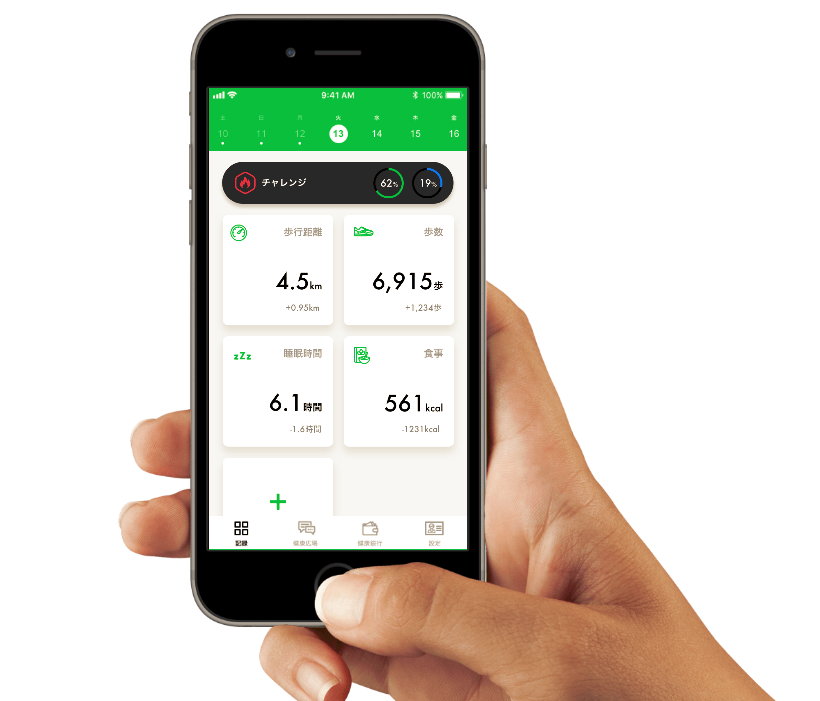 9:41 AM 100%
土 日 月 火 水 木 金
10 11 12 13 14 15 16
チャレンジ 62% 19%
歩行距離
4.5km
+0.95km
歩数
6,915歩
+1,234歩
zZz 睡眠時間
6.1時間
-1.6時間
食事
561kcal
-1231kcal
+
記録 健康広場 健康銀行 設定